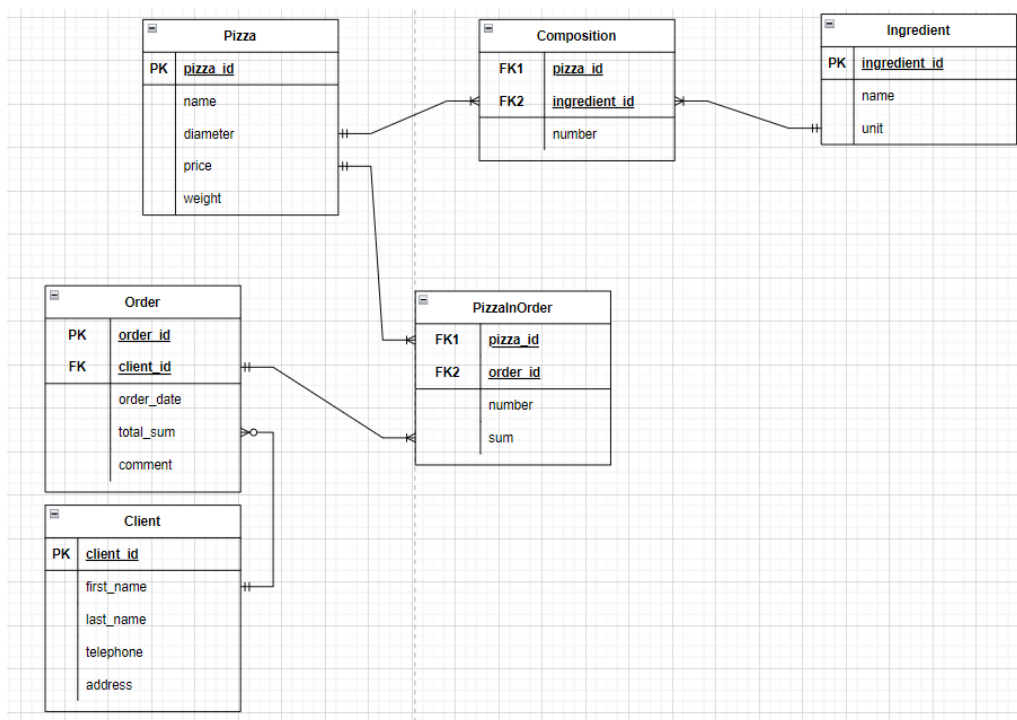 Pizza
PK pizza_id
name
diameter
price
weight
Composition
FK1 pizza_id
FK2 ingredient_id
number
Ingredient
PK ingredient_id
name
unit
Order
PK order_id
FK client_id
order_date
total_sum
comment
PizzaInOrder
FK1 pizza_id
FK2 order_id
number
sum
Client
PK client_id
first_name
last_name
telephone
address